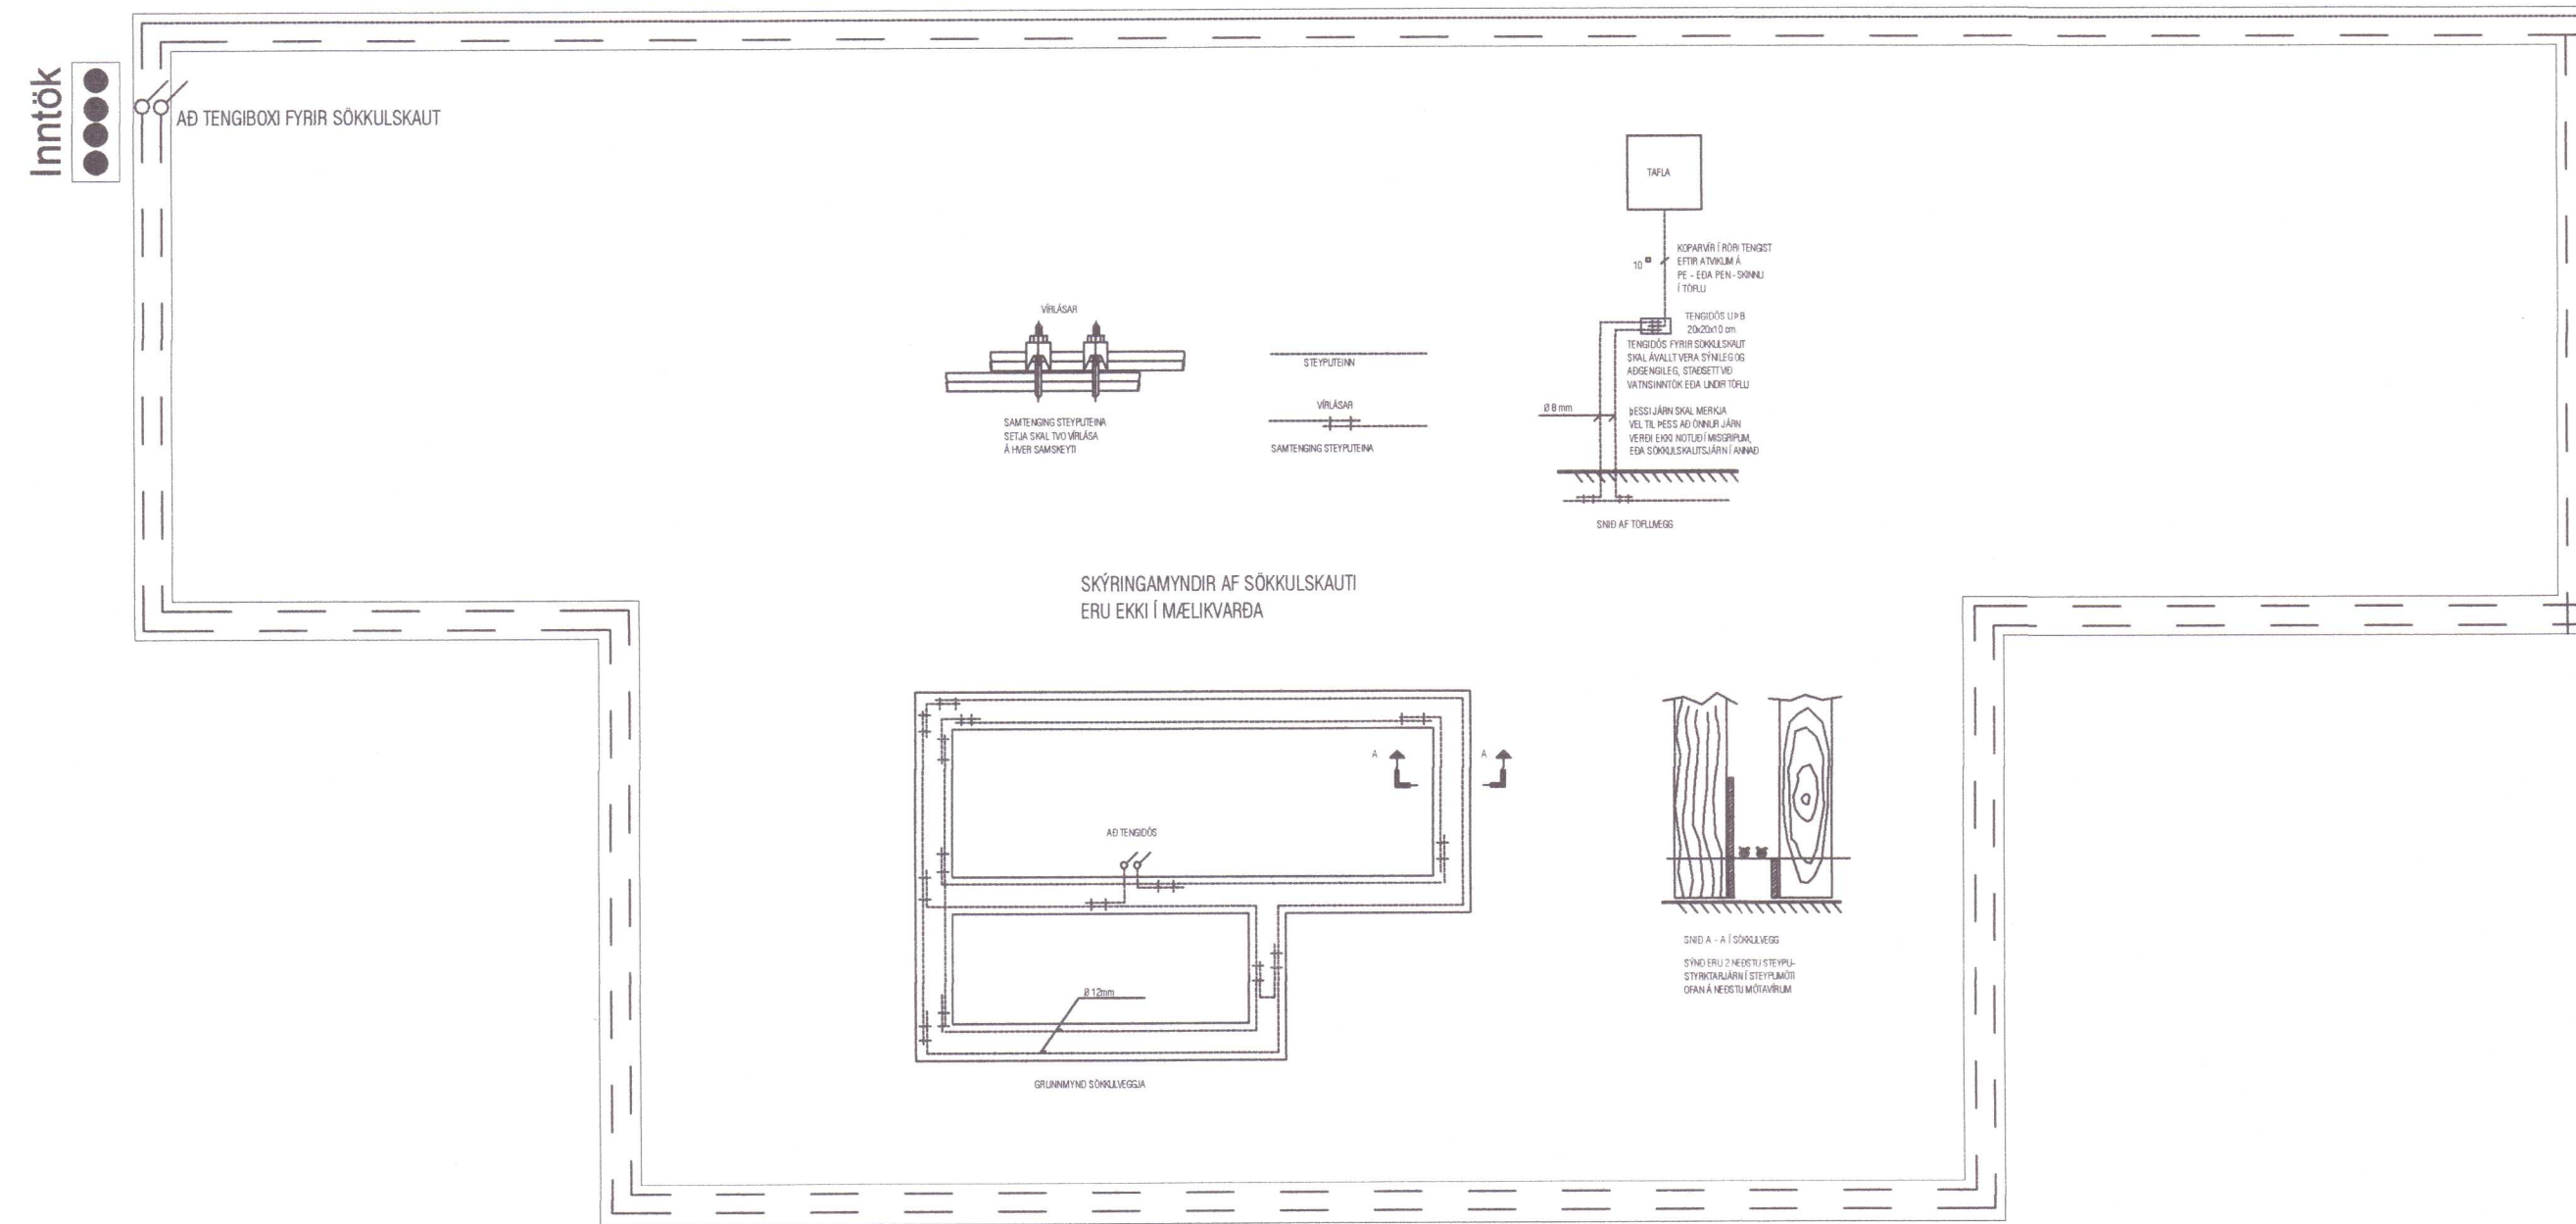 Inntök
AÐ TENGIBOXI FYRIR SÖKKULSKAUT
TAFLA
10
KOPARVÍR Í RÖRI TENGIST
EFTIR ATVIKUM Á
PE - EÐA PEN - SKINNU
Í TÖFLU
TENGIDÓS U.Þ.B
20x20x10 cm.
TENGIDÓS FYRIR SÖKKULSKAUT
SKAL ÁVALLT VERA SÝNILEG OG
AÐGENGILEG, STAÐSETT VIÐ
VATNSINNTÖK EÐA UNDIR TÖFLU
Ø 8 mm
ÞESSI JÁRN SKAL MERKJA
VEL TIL ÞESS AÐ ÖNNUR JÁRN
VERÐI EKKI NOTUÐ Í MISGRIPUM,
EÐA SÖKKULSKAUTSJÁRN Í ANNAÐ
SNIÐ AF TÖFLUVEGG
VÍRLÁSAR
SAMTENGING STEYPUTEINA
SETJA SKAL TVO VÍRLÁSA
Á HVER SAMSKEYTI
STEYPUTEINN
VÍRLÁSAR
SAMTENGING STEYPUTEINA
SKÝRINGAMYNDIR AF SÖKKULSKAUTI
ERU EKKI Í MÆLIKVARÐA
A
A
AÐ TENGIDÓS
Ø 12mm
GRUNNMYND SÖKKULVEGGJA
SNIÐ A - A Í SÖKKULVEGG
SÝND ERU 2 NEÐSTU STEYPU-
STYRKTARJÁRN Í STEYPUMÓTI
OFAN Á NEÐSTU MÓTAVÍRUM